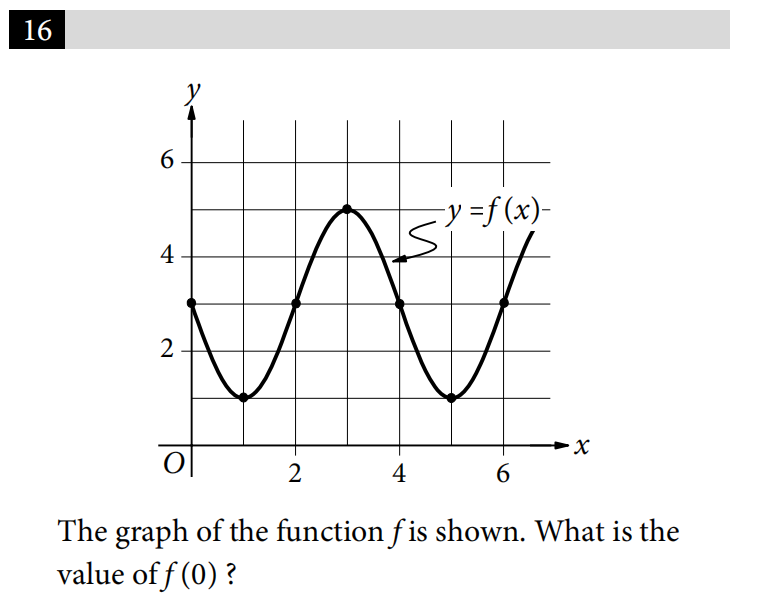 16
y
6
y = f (x)
4
2
O
2 4 6
x
The graph of the function f is shown. What is the
value of f (0) ?